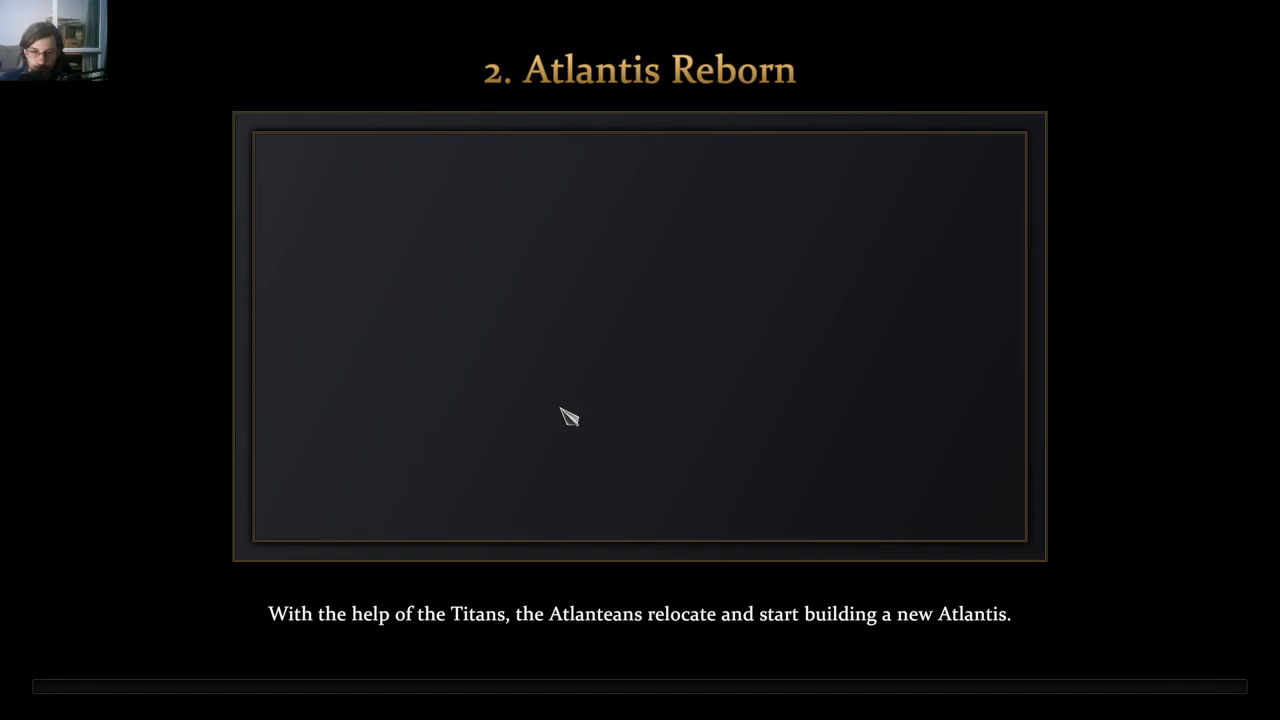 2. Atlantis Reborn
With the help of the Titans, the Atlanteans relocate and start building a new Atlantis.